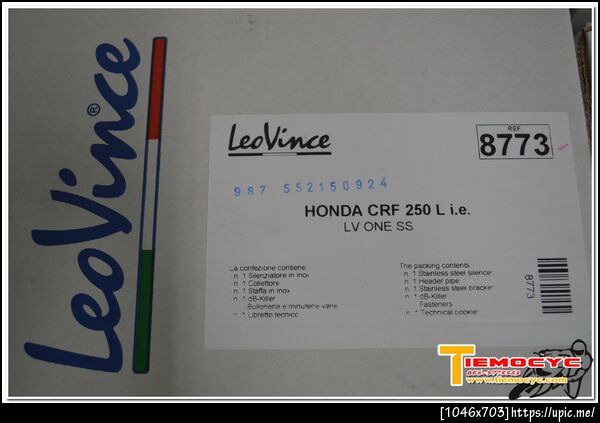 LeoVince®
LeoVince
REF.
8773
987 552150924
HONDA CRF 250 L i.e.
LV ONE SS
La confezione contiene:
n. 1 Silenziatore in Inox
n. 1 Collettore
n. 1 Staffa in Inox
n. 1 dB-Killer
Bulloneria e minuterie varie
n. 1 Libretto tecnico
The packing contents:
n. 1 Stainless steel silencer
n. 1 Header pipe
n. 1 Stainless steel bracket
n. 1 dB-Killer
Fasteners
n. 1 Technical booklet
8773
TIEMOCYC
www.tiemocyc.com
[1046x703]https://upic.me/